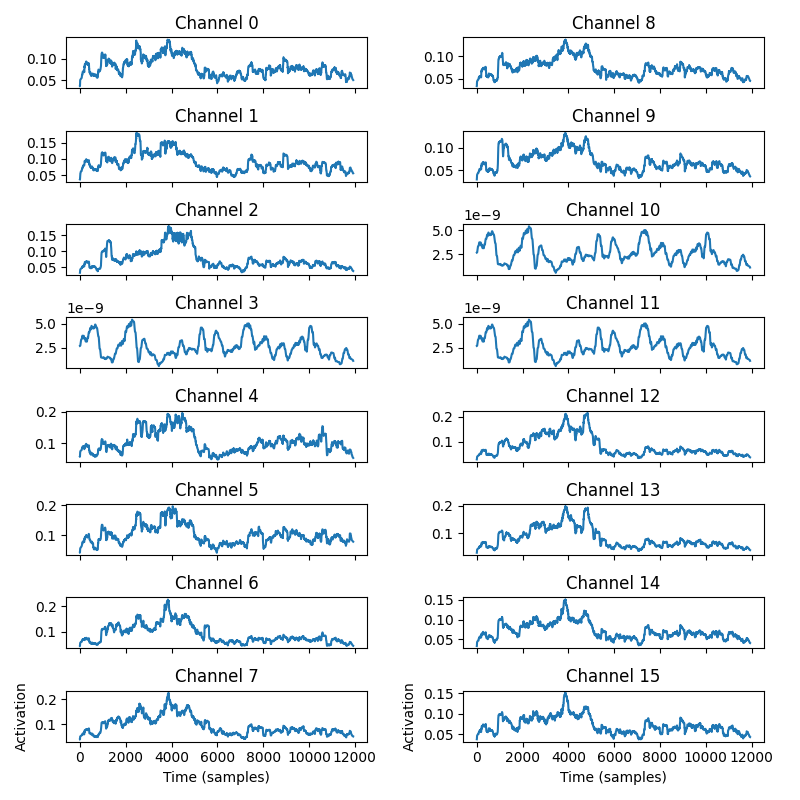 Channel 0
0.10
0.05
Channel 1
0.15
0.10
0.05
Channel 2
0.15
0.10
0.05
Channel 3
1e−9
5.0
2.5
Channel 4
0.2
0.1
Channel 5
0.2
0.1
Channel 6
0.2
0.1
Channel 7
0.2
0.1
Activation
0 2000 4000 6000 8000 10000 12000
Time (samples)
Channel 8
0.10
0.05
Channel 9
0.10
0.05
Channel 10
1e−9
5.0
2.5
Channel 11
1e−9
5.0
2.5
Channel 12
0.2
0.1
Channel 13
0.2
0.1
Channel 14
0.15
0.10
0.05
Channel 15
0.15
0.10
0.05
Activation
0 2000 4000 6000 8000 10000 12000
Time (samples)